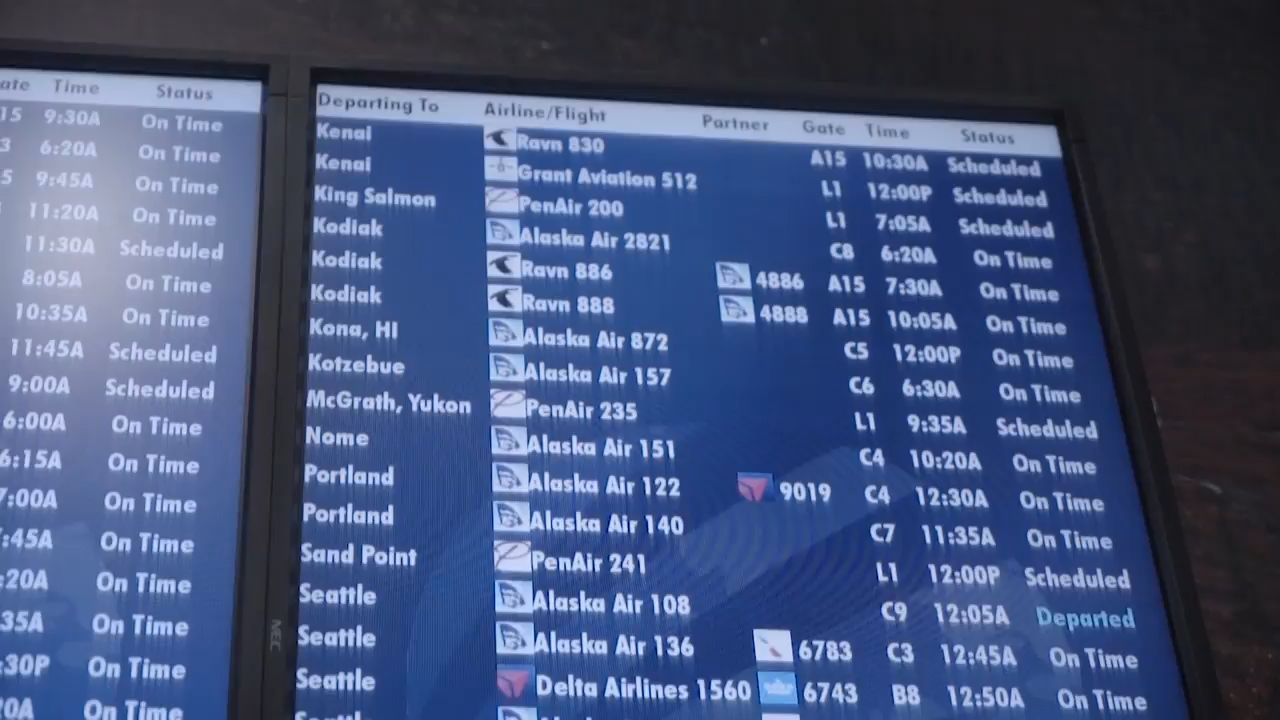 ate Time Status
15 9:30A On Time
3 6:20A On Time
5 9:45A On Time
11:20A On Time
11:30A Scheduled
8:05A On Time
10:35A On Time
11:45A Scheduled
9:00A Scheduled
6:00A On Time
6:15A On Time
7:00A On Time
:45A On Time
:20A On Time
35A On Time
:30P On Time
0A On Time
NEC
Departing To Airline/Flight Partner Gate Time Status
Kenai Ravn 830 A15 10:30A Scheduled
Kenai Grant Aviation 512 L1 12:00P Scheduled
King Salmon PenAir 200 L1 7:05A Scheduled
Kodiak Alaska Air 2821 C8 6:20A On Time
Kodiak Ravn 886 4886 A15 7:30A On Time
Kodiak Ravn 888 4888 A15 10:05A On Time
Kona, HI Alaska Air 872 C5 12:00P On Time
Kotzebue Alaska Air 157 C6 6:30A On Time
McGrath, Yukon PenAir 235 L1 9:35A Scheduled
Nome Alaska Air 151 C4 10:20A On Time
Portland Alaska Air 122 9019 C4 12:30A On Time
Portland Alaska Air 140 C7 11:35A On Time
Sand Point PenAir 241 L1 12:00P Scheduled
Seattle Alaska Air 108 C9 12:05A Departed
Seattle Alaska Air 136 6783 C3 12:45A On Time
Seattle Delta Airlines 1560 6743 B8 12:50A On Time